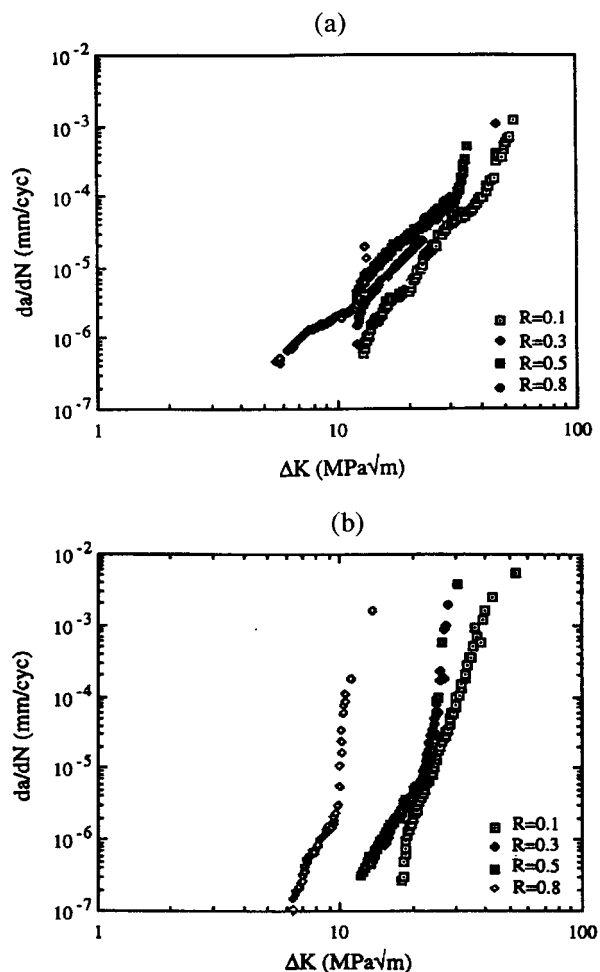 (a)
10-2
10-3
10-4
10-5
10-6
10-7
da/dN (mm/cyc)
R=0.1
R=0.3
R=0.5
R=0.8
1 10 100
ΔK (MPa√m)
(b)
10-2
10-3
10-4
10-5
10-6
10-7
da/dN (mm/cyc)
R=0.1
R=0.3
R=0.5
R=0.8
1 10 100
ΔK (MPa√m)